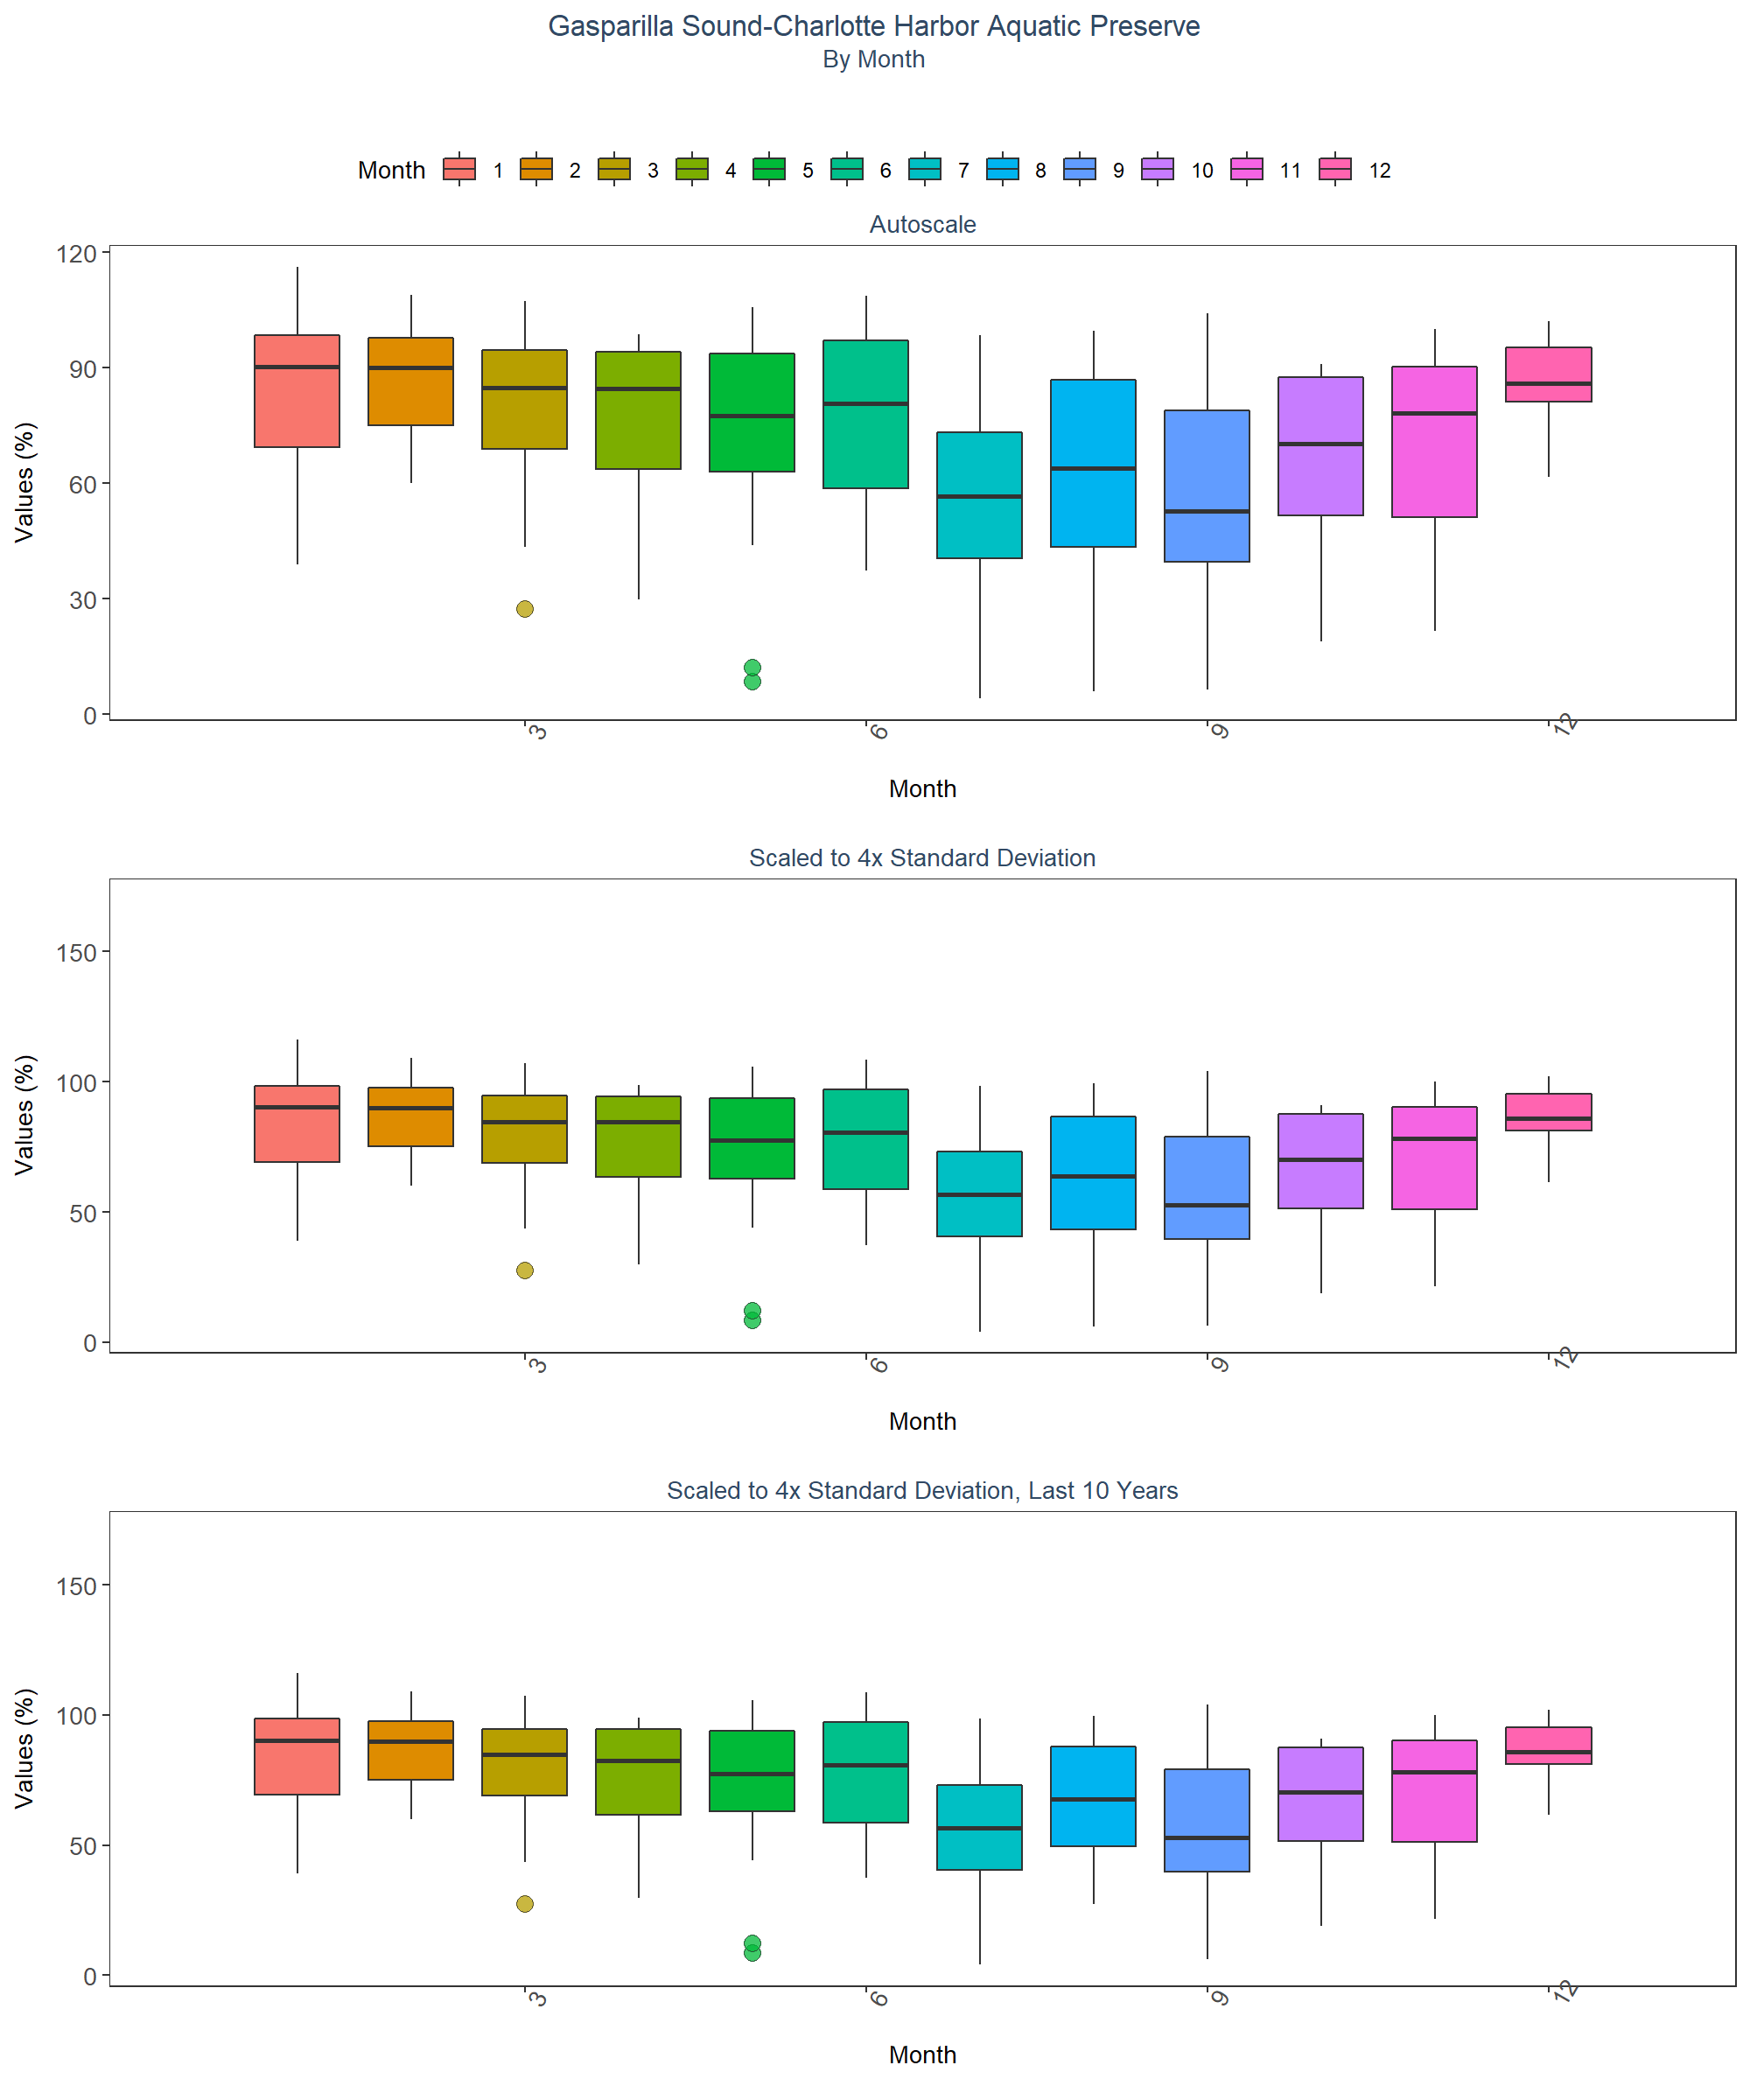 Gasparilla Sound-Charlotte Harbor Aquatic Preserve
By Month
Month 1 2 3 4 5 6 7 8 9 10 11 12
Autoscale
120
90
60
30
0
Values (%)
3 6 9 12
Month
Scaled to 4x Standard Deviation
150
100
50
0
Values (%)
3 6 9 12
Month
Scaled to 4x Standard Deviation, Last 10 Years
150
100
50
0
Values (%)
3 6 9 12
Month